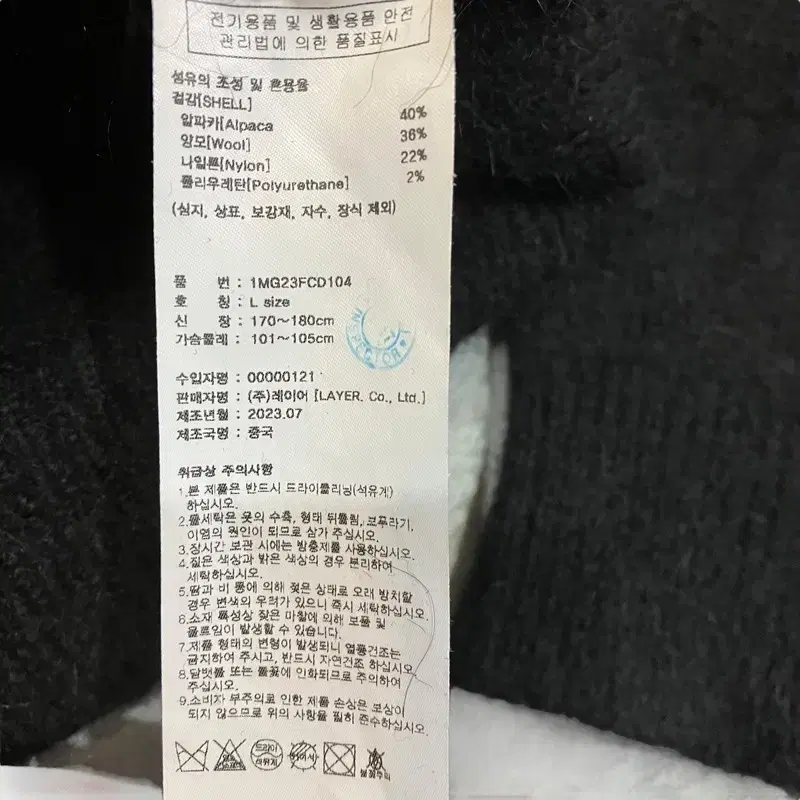 전기용품 및 생활용품 안전
관리법에 의한 품질표시
섬유의 조성 및 혼용율
겉감[SHELL]
알파카[Alpaca 40%
양모[Wool] 36%
나일론[Nylon] 22%
폴리우레탄[Polyurethane] 2%
(심지, 상표, 보강재, 자수, 장식 제외)
품 번 : 1MG23FCD104
호 칭 : L size
신 장 : 170~180cm
가슴둘레 : 101~105cm
INSPECTOR
수입자명 : 00000121
판매자명 : (주)레이어 [LAYER. Co., Ltd.]
제조년월 : 2023.07
제조국명 : 중국
취급상 주의사항
1.본 제품은 반드시 드라이클리닝(석유계)
하십시오.
2.물세탁은 옷의 수축, 형태 뒤틀림, 보푸라기,
이염의 원인이 되므로 삼가 주십시오.
3.장시간 보관 시에는 방충제를 사용하십시오.
4.짙은 색상과 밝은 색상의 경우 분리하여
세탁하십시오.
5.땀과 비 등에 의해 젖은 상태로 오래 방치할
경우 변색의 우려가 있으니 즉시 세탁하십시오.
6.소재 특성상 잦은 마찰에 의해 보풀 및
올트임이 발생할 수 있습니다.
7.제품 형태의 변형이 발생되니 열풍건조는
금지하여 주시고, 반드시 자연건조 하십시오.
8.담뱃불 또는 불꽃에 인화되므로 주의하여
주십시오.
9.소비자 부주의로 인한 제품 손상은 보상이
되지 않으므로 위의 사항을 필히 준수하십시오.
드라이
석유계
불꽃주의